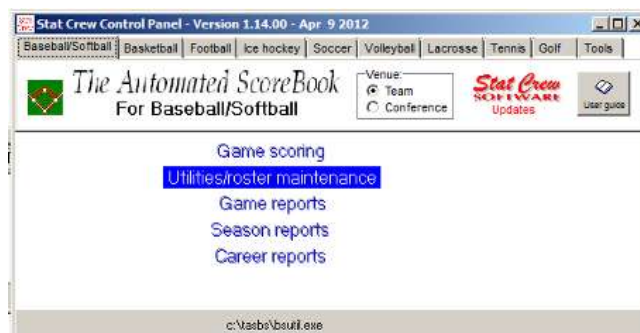 Stat Crew Control Panel - Version 1.14.00 - Apr 9 2012
Baseball/Softball Basketball Football Ice hockey Soccer Volleyball Lacrosse Tennis Golf Tools
The Automated ScoreBook
For Baseball/Softball
Venue:
Team
Conference
Stat Crew
SOFTWARE
Updates
User guide
Game scoring
Utilities/roster maintenance
Game reports
Season reports
Career reports
c:\tasbs\bsutil.exe